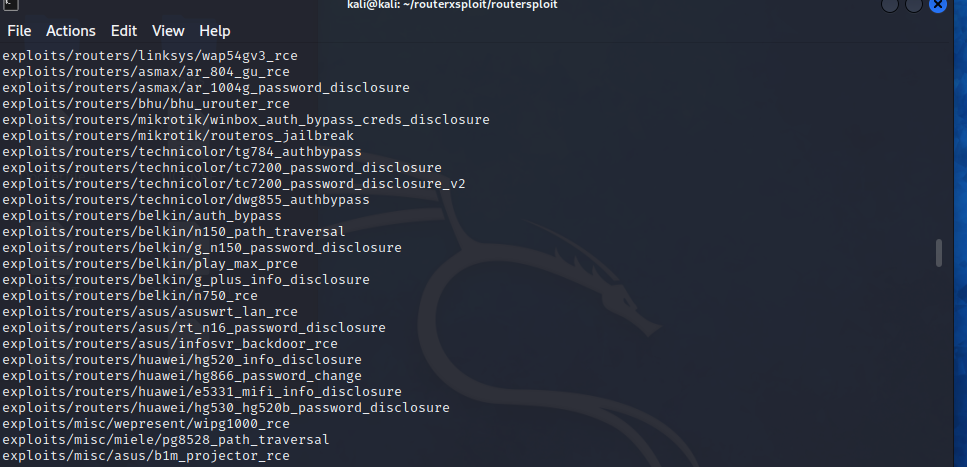 kali@kali: ~/routerxsploit/routersploit
File Actions Edit View Help
exploits/routers/linksys/wap54gv3_rce
exploits/routers/asmax/ar_804_gu_rce
exploits/routers/asmax/ar_1004g_password_disclosure
exploits/routers/bhu/bhu_urouter_rce
exploits/routers/mikrotik/winbox_auth_bypass_creds_disclosure
exploits/routers/mikrotik/routeros_jailbreak
exploits/routers/technicolor/tg784_authbypass
exploits/routers/technicolor/tc7200_password_disclosure
exploits/routers/technicolor/tc7200_password_disclosure_v2
exploits/routers/technicolor/dwg855_authbypass
exploits/routers/belkin/auth_bypass
exploits/routers/belkin/n150_path_traversal
exploits/routers/belkin/g_n150_password_disclosure
exploits/routers/belkin/play_max_prce
exploits/routers/belkin/g_plus_info_disclosure
exploits/routers/belkin/n750_rce
exploits/routers/asus/asuswrt_lan_rce
exploits/routers/asus/rt_n16_password_disclosure
exploits/routers/asus/infosvr_backdoor_rce
exploits/routers/huawei/hg520_info_disclosure
exploits/routers/huawei/hg866_password_change
exploits/routers/huawei/e5331_mifi_info_disclosure
exploits/routers/huawei/hg530_hg520b_password_disclosure
exploits/misc/wepresent/wipg1000_rce
exploits/misc/miele/pg8528_path_traversal
exploits/misc/asus/b1m_projector_rce